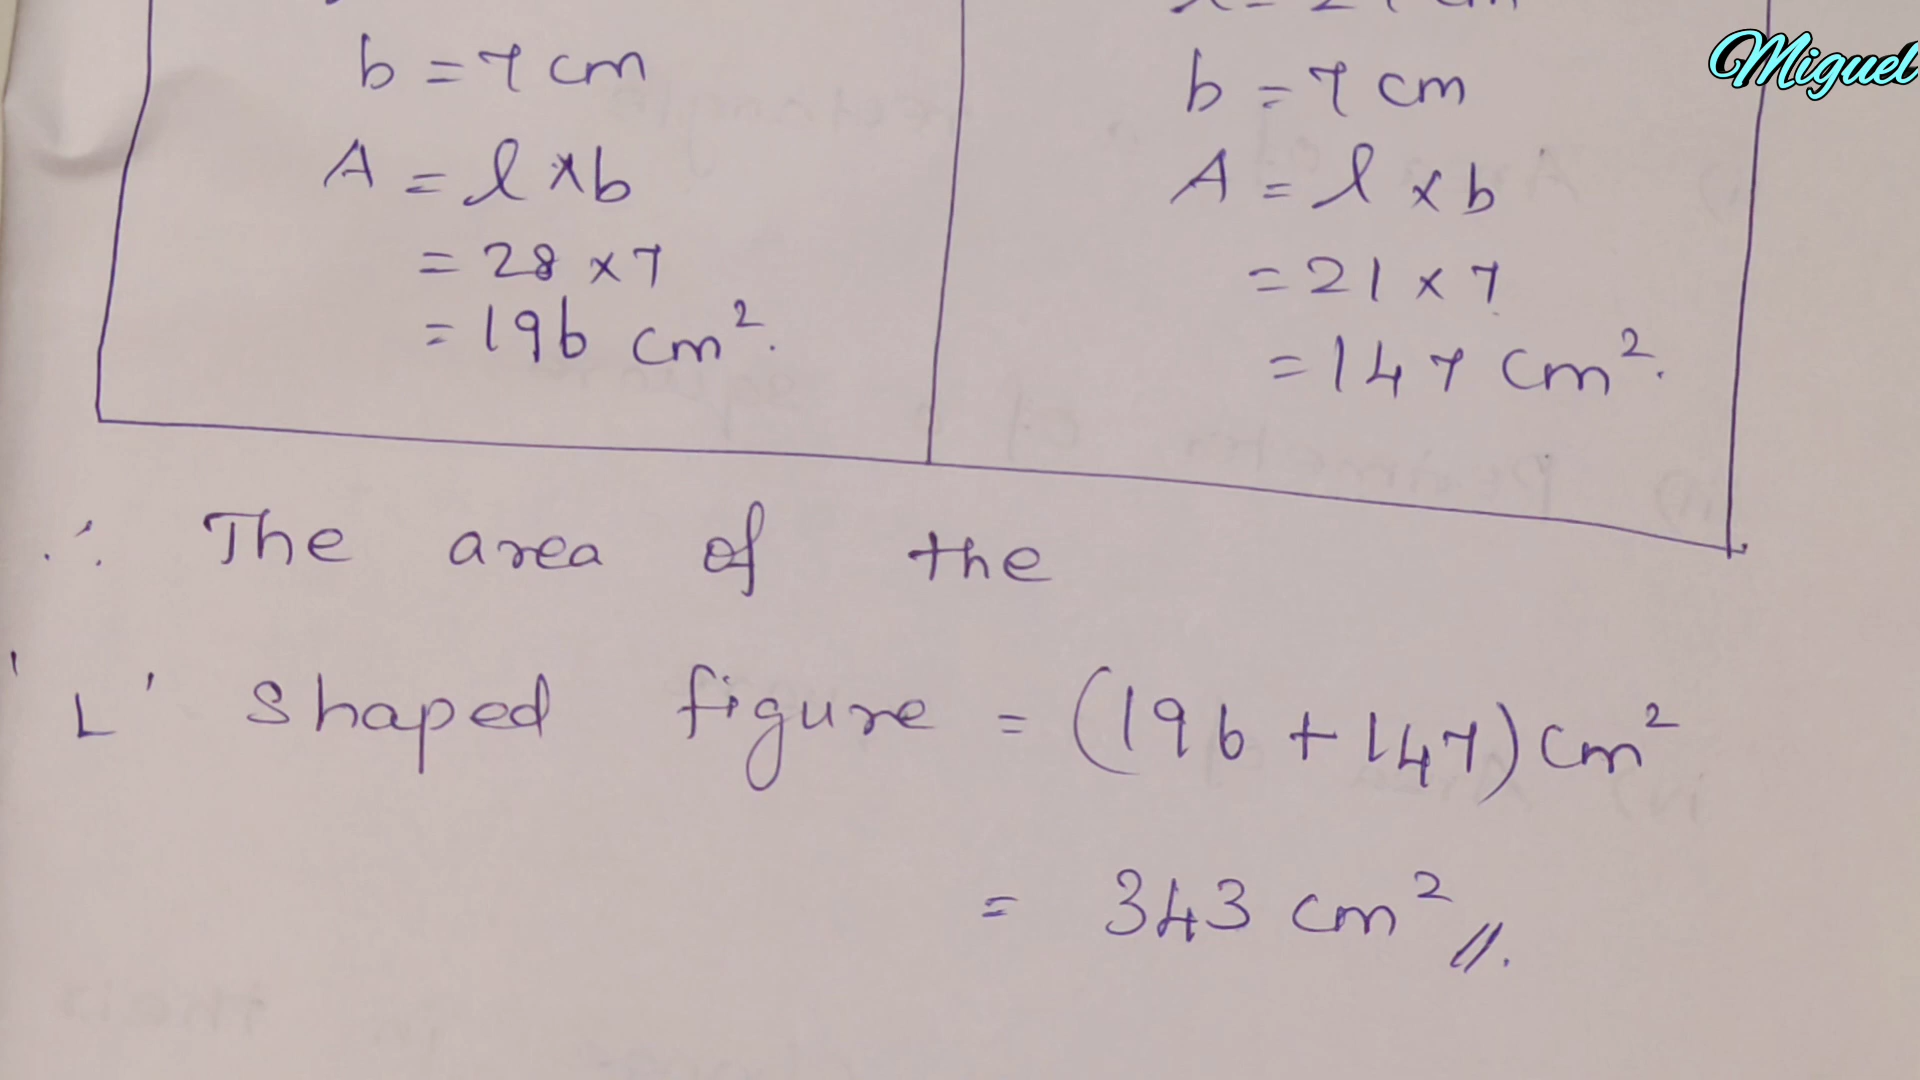 b = 7 cm
A = l × b
= 28 × 7
= 196 cm².
b = 7 cm
A = l × b
= 21 × 7
= 147 cm².
Miguel
∴ The area of the
'L' shaped figure = (196 + 147) cm²
= 343 cm² //.